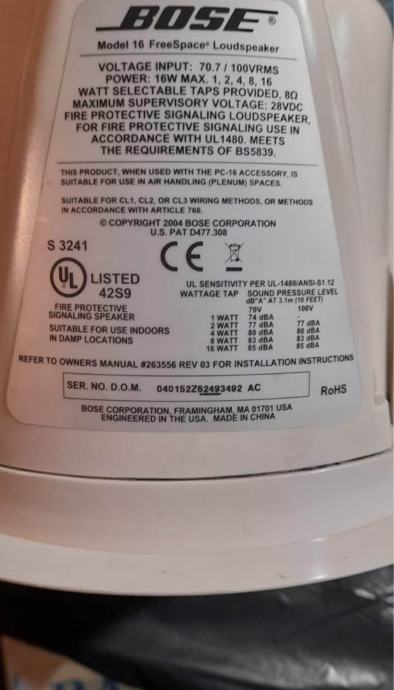 BOSE®
Model 16 FreeSpace® Loudspeaker
VOLTAGE INPUT: 70.7 / 100VRMS
POWER: 16W MAX. 1, 2, 4, 8, 16
WATT SELECTABLE TAPS PROVIDED, 8Ω
MAXIMUM SUPERVISORY VOLTAGE: 28VDC
FIRE PROTECTIVE SIGNALING LOUDSPEAKER,
FOR FIRE PROTECTIVE SIGNALING USE IN
ACCORDANCE WITH UL1480. MEETS
THE REQUIREMENTS OF BS5839.
THIS PRODUCT, WHEN USED WITH THE PC-16 ACCESSORY, IS
SUITABLE FOR USE IN AIR HANDLING (PLENUM) SPACES.
SUITABLE FOR CL1, CL2, OR CL3 WIRING METHODS, OR METHODS
IN ACCORDANCE WITH ARTICLE 760.
© COPYRIGHT 2004 BOSE CORPORATION
U.S. PAT D477.308
S 3241
CE
UL® LISTED
42S9
FIRE PROTECTIVE
SIGNALING SPEAKER
SUITABLE FOR USE INDOORS
IN DAMP LOCATIONS
UL SENSITIVITY PER UL-1480/ANSI-S1.12
WATTAGE TAP SOUND PRESSURE LEVEL
dB"A" AT 3.1m (10 FEET)
70V 100V
1 WATT 74 dBA -
2 WATT 77 dBA 77 dBA
4 WATT 80 dBA 80 dBA
8 WATT 83 dBA 83 dBA
16 WATT 85 dBA 85 dBA
REFER TO OWNERS MANUAL #263556 REV 03 FOR INSTALLATION INSTRUCTIONS
SER. NO. D.O.M. 040152Z62493492 AC
RoHS
BOSE CORPORATION, FRAMINGHAM, MA 01701 USA
ENGINEERED IN THE USA. MADE IN CHINA